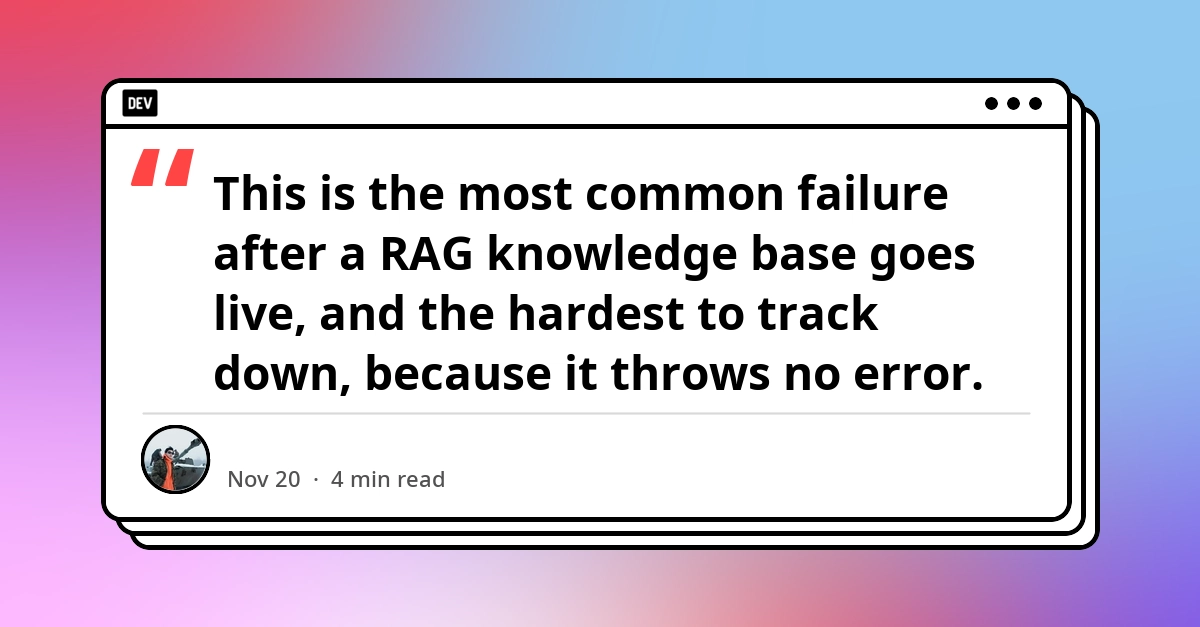 DEV
“ This is the most common failure
after a RAG knowledge base goes
live, and the hardest to track
down, because it throws no error.
Nov 20 · 4 min read